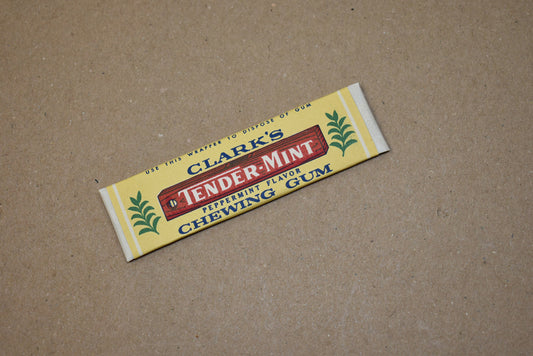 USE THIS WRAPPER TO DISPOSE OF GUM
CLARK'S
TENDER-MINT
PEPPERMINT FLAVOR
CHEWING GUM